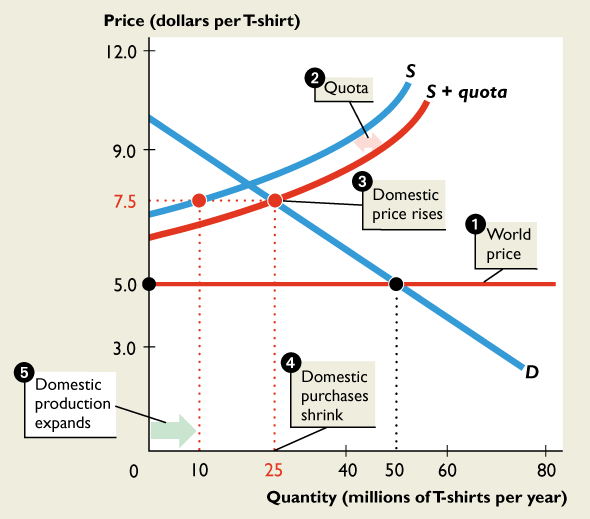 Price (dollars per T-shirt)
12.0
S
2
Quota
S + quota
9.0
3
Domestic
price rises
7.5
1
World
price
5.0
3.0
4
Domestic
purchases
shrink
D
5
Domestic
production
expands
0
10
25
40
50
60
80
Quantity (millions of T-shirts per year)